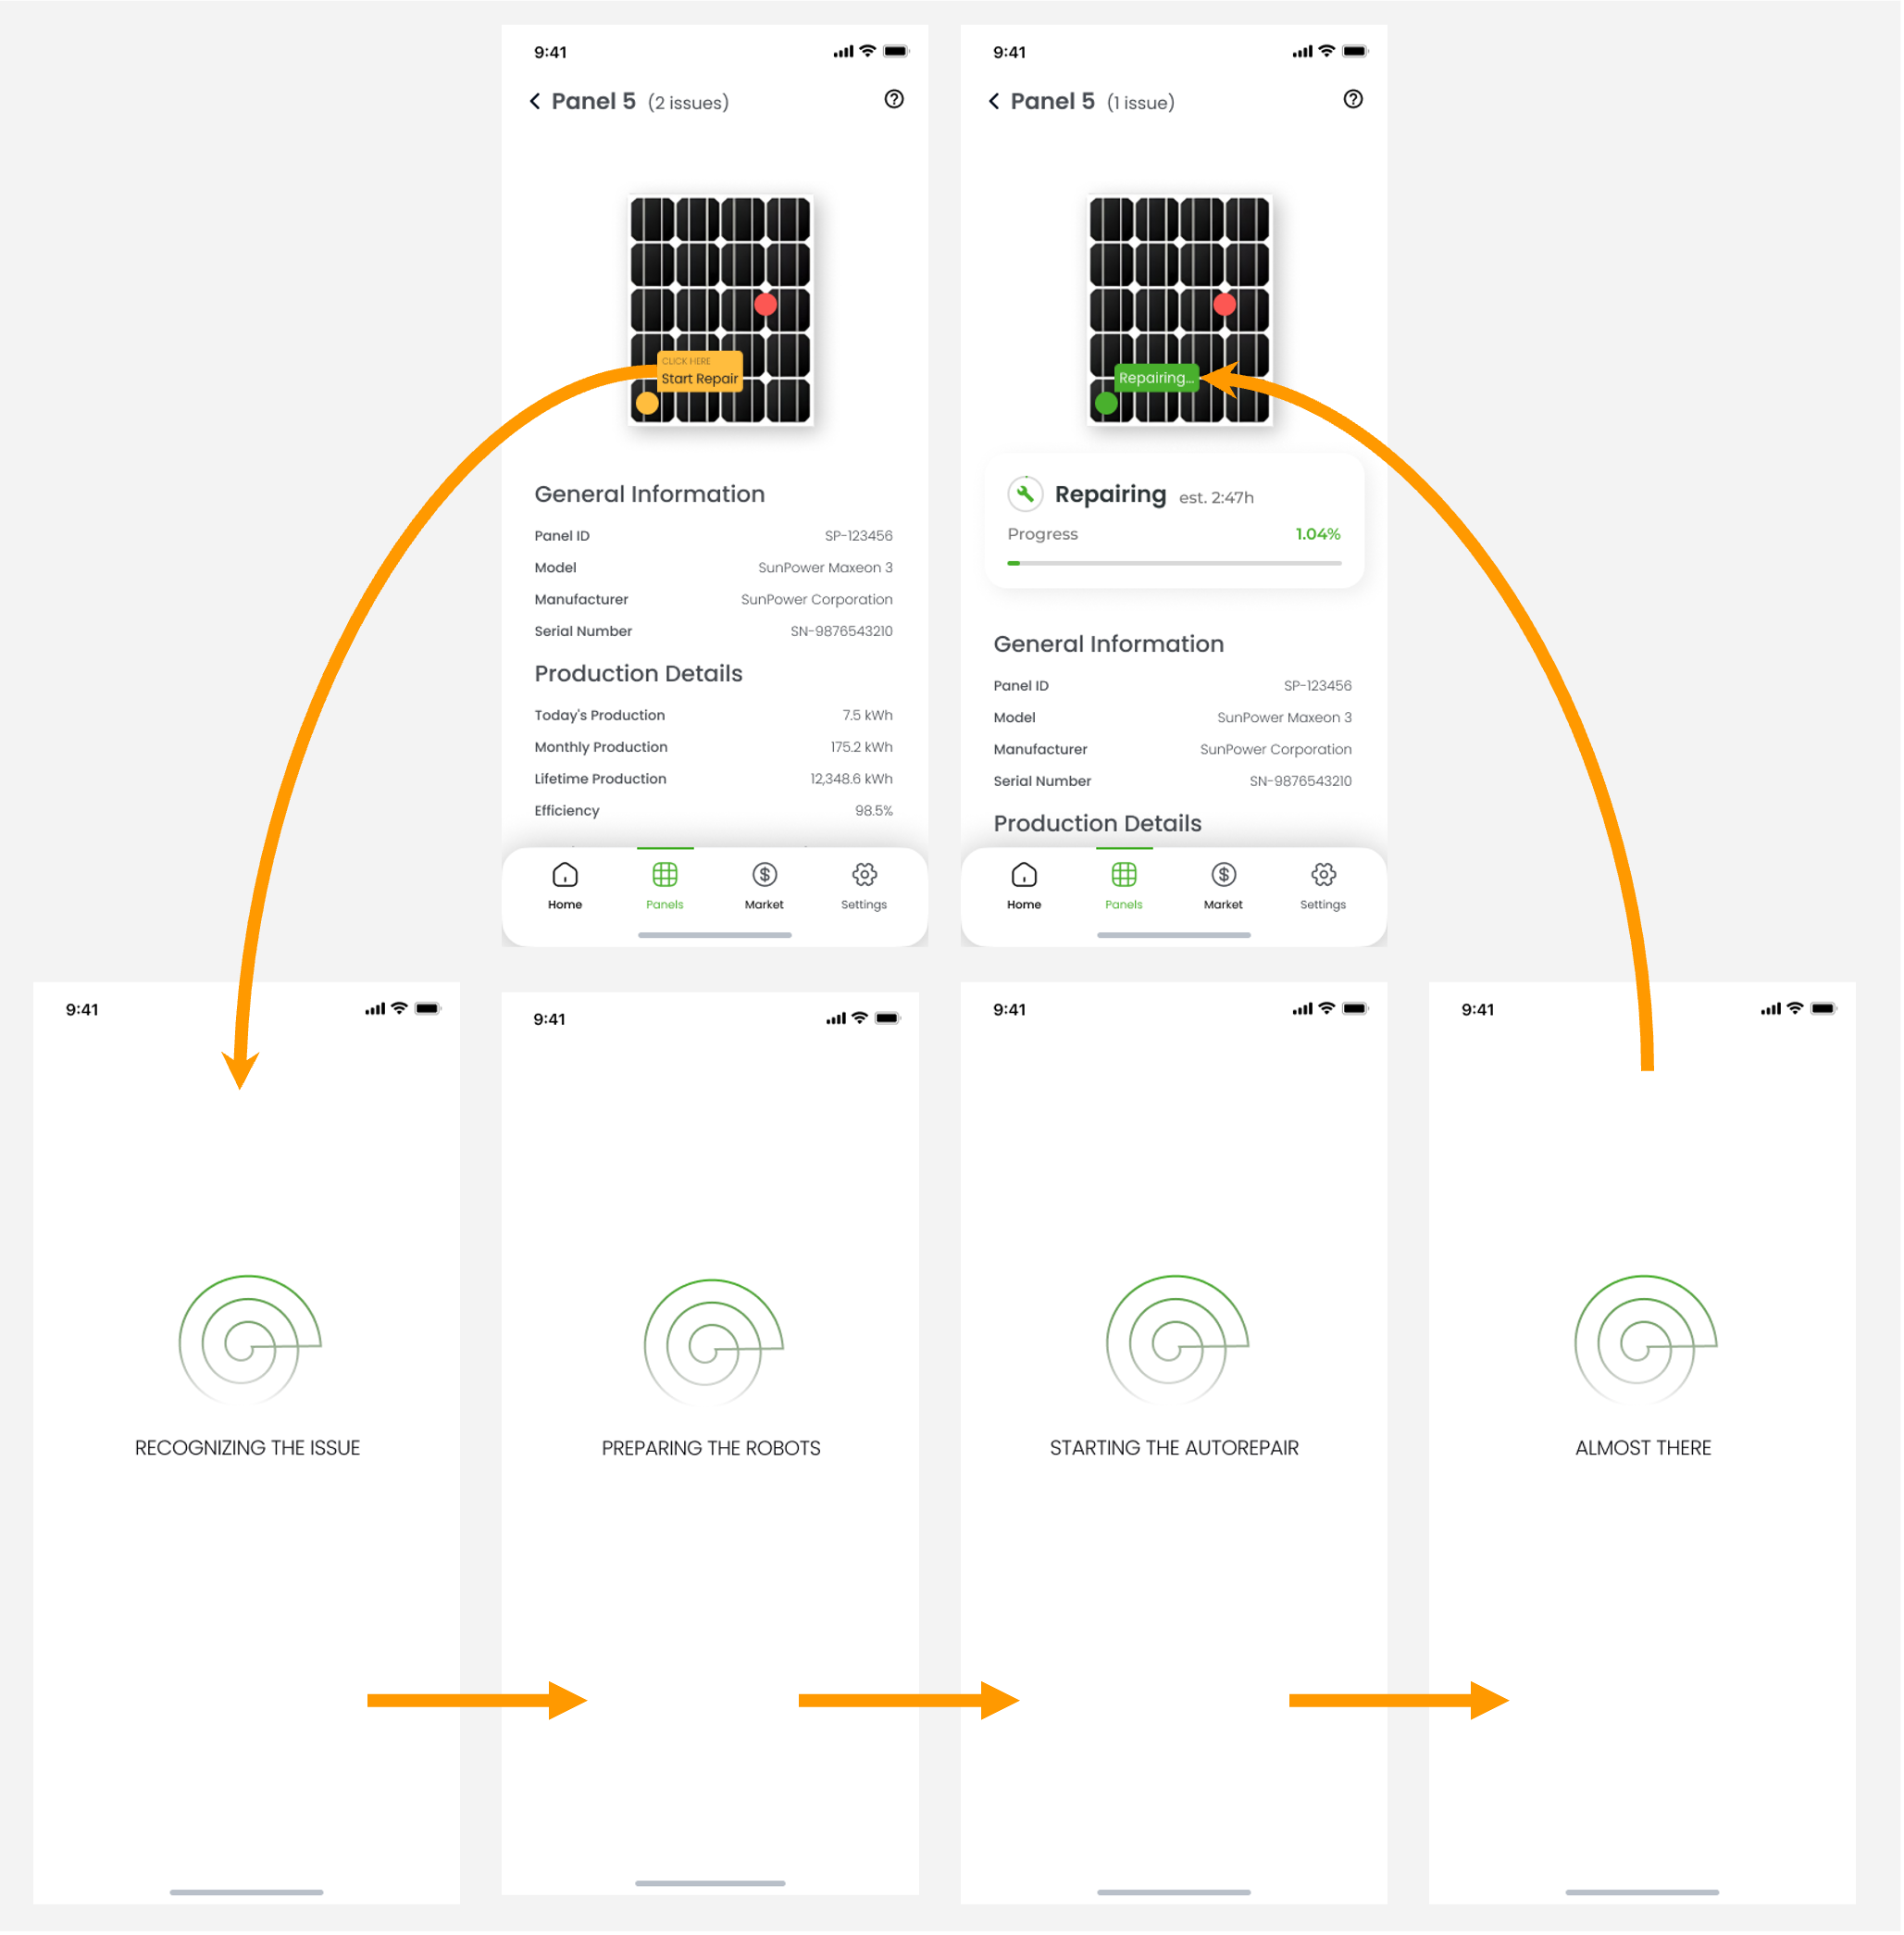 9:41
Panel 5 (2 issues)
CLICK HERE
Start Repair
General Information
Panel ID SP-123456
Model SunPower Maxeon 3
Manufacturer SunPower Corporation
Serial Number SN-9876543210
Production Details
Today's Production 7.5 kWh
Monthly Production 175.2 kWh
Lifetime Production 12,348.6 kWh
Efficiency 98.5%
Home Panels Market Settings
9:41
Panel 5 (1 issue)
Repairing...
Repairing est. 2:47h
Progress 1.04%
General Information
Panel ID SP-123456
Model SunPower Maxeon 3
Manufacturer SunPower Corporation
Serial Number SN-9876543210
Production Details
Home Panels Market Settings
9:41
RECOGNIZING THE ISSUE
9:41
PREPARING THE ROBOTS
9:41
STARTING THE AUTOREPAIR
9:41
ALMOST THERE